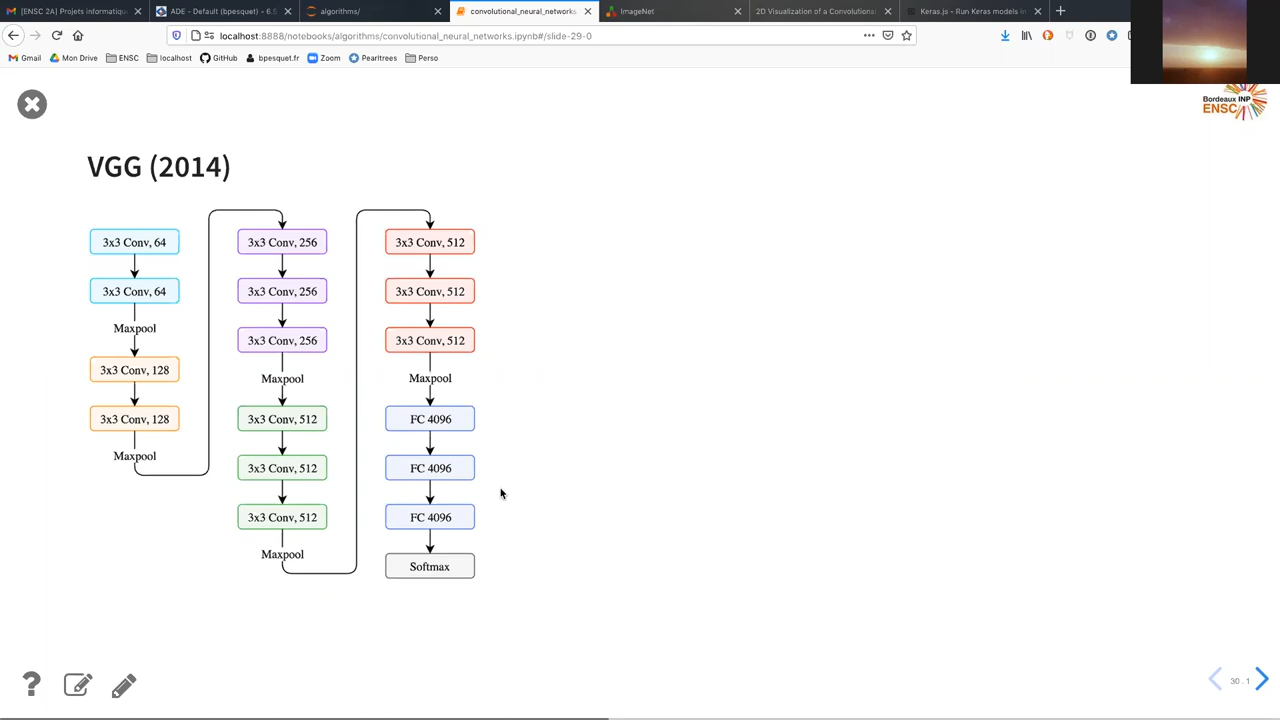 [ENSC 2A] Projets informatiqu
ADE - Default (bpesquet) - 6.5
algorithms/
convolutional_neural_networks
ImageNet
2D Visualization of a Convolutiona
Keras.js - Run Keras models in
localhost:8888/notebooks/algorithms/convolutional_neural_networks.ipynb#/slide-29-0
Gmail
Mon Drive
ENSC
localhost
GitHub
bpesquet.fr
Zoom
Pearltrees
Perso
Bordeaux INP
ENSC
VGG (2014)
3x3 Conv, 64
3x3 Conv, 64
Maxpool
3x3 Conv, 128
3x3 Conv, 128
Maxpool
3x3 Conv, 256
3x3 Conv, 256
3x3 Conv, 256
Maxpool
3x3 Conv, 512
3x3 Conv, 512
3x3 Conv, 512
Maxpool
3x3 Conv, 512
3x3 Conv, 512
3x3 Conv, 512
Maxpool
FC 4096
FC 4096
FC 4096
Softmax
?
30.1